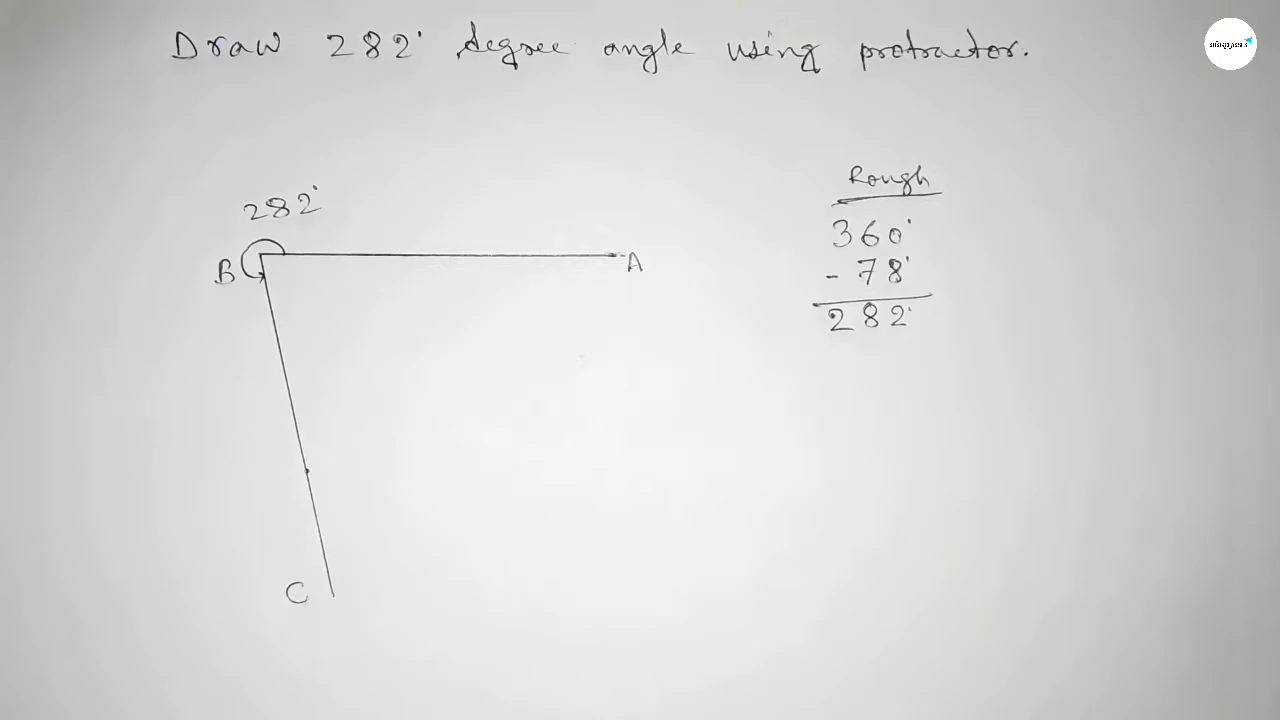 Draw 282° degree angle using protractor.
Rough
282°
360°
B
A
- 78°
282°
C